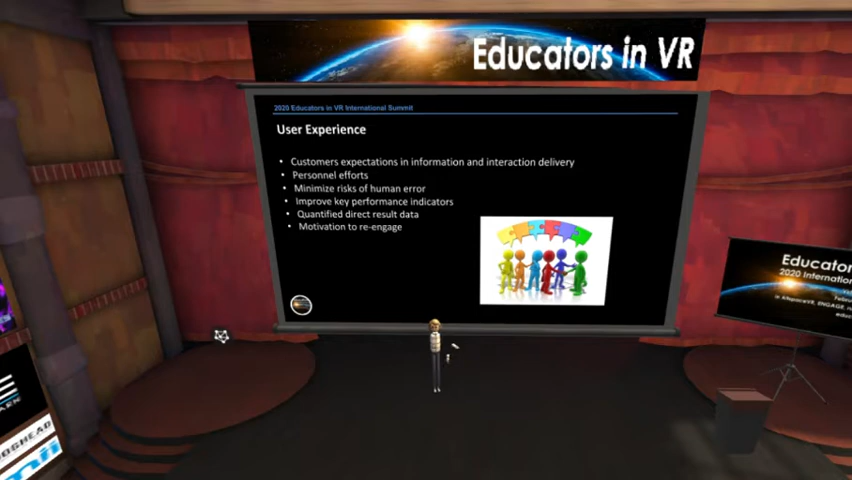 Educators in VR
2020 Educators in VR International Summit
User Experience
• Customers expectations in information and interaction delivery
• Personnel efforts
• Minimize risks of human error
• Improve key performance indicators
• Quantified direct result data
• Motivation to re-engage
Educator
2020 Internation